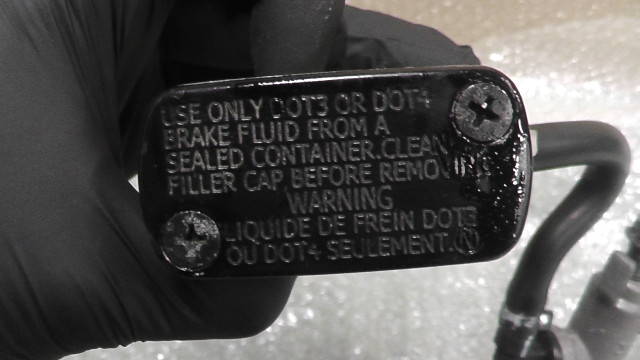 USE ONLY DOT3 OR DOT4
BRAKE FLUID FROM A
SEALED CONTAINER.CLEAN
FILLER CAP BEFORE REMOVING
WARNING
LIQUIDE DE FREIN DOT3
OU DOT4 SEULEMENT.N